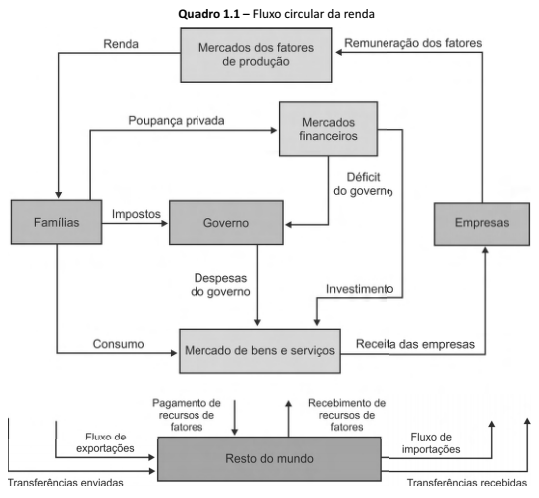 Quadro 1.1 – Fluxo circular da renda
Renda
Mercados dos fatores
de produção
Remuneração dos fatores
Poupança privada
Mercados
financeiros
Déficit
do governo
Famílias
Impostos
Governo
Empresas
Despesas
do governo
Investimento
Consumo
Mercado de bens e serviços
Receita das empresas
Pagamento de
recursos de
fatores
Recebimento de
recursos de
fatores
Fluxo de
exportações
Resto do mundo
Fluxo de
importações
Transferências enviadas
Transferências recebidas